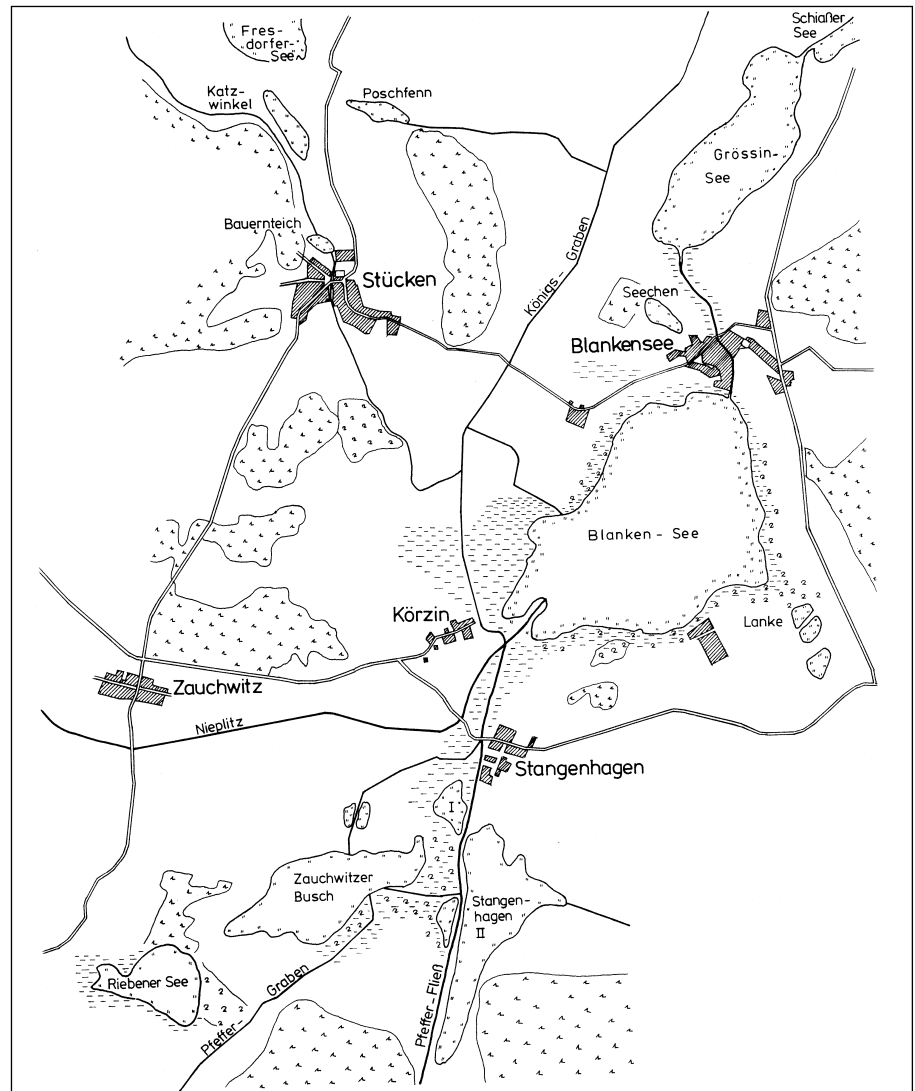 Fres-
dorfer-
See
Schiaßer
See
Katz-
winkel
Poschfenn
Grössin-
See
Bauernteich
Königs- Graben
Stücken
Seechen
Blankensee
Blanken - See
Körzin
Lanke
Zauchwitz
Nieplitz
Stangenhagen
I
Zauchwitzer
Busch
Stangen-
hagen
II
Riebener See
Pfeffer- Graben
Pfeffer-Fließ